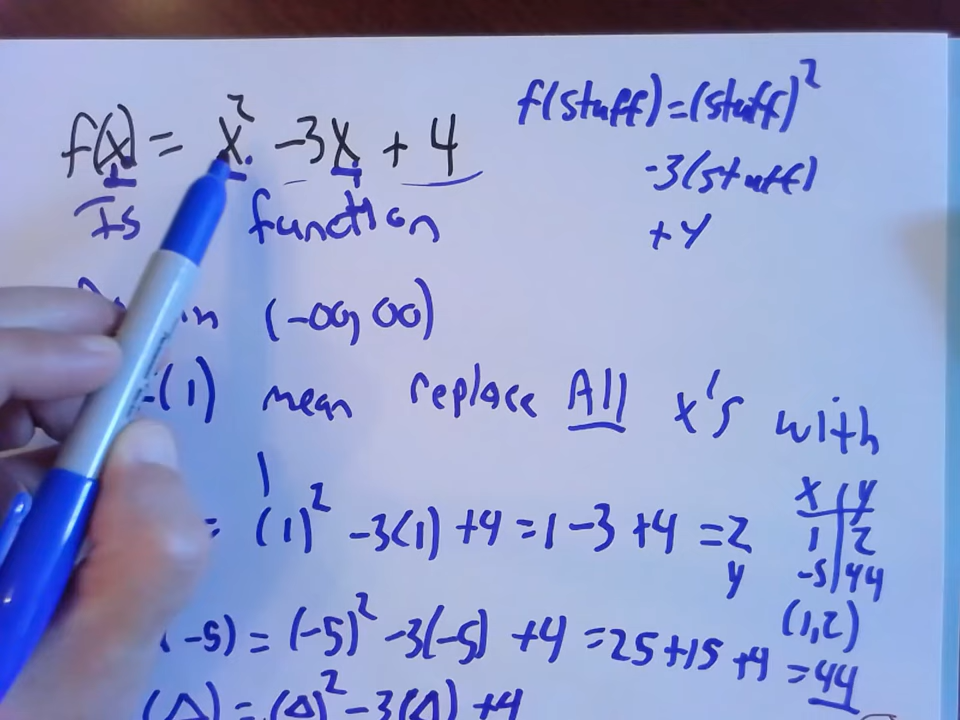 f(x) = x² - 3x + 4
f(stuff) = (stuff)²
-3(stuff)
+4
Is function
(-∞, ∞)
(1) mean replace All x's with
1
= (1)² - 3(1) + 4 = 1 - 3 + 4 = 2
y
x | y
1 | 2
-5 | 44
(1,2)
(-5) = (-5)² - 3(-5) + 4 = 25 + 15 + 4 = 44
(Δ) = (Δ)² - 3(Δ) + 4